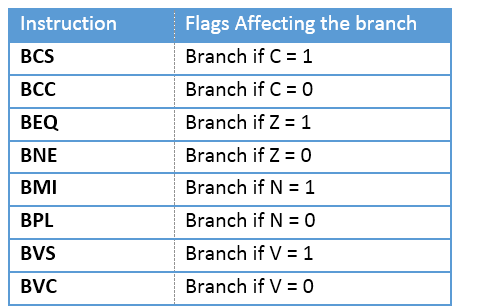 Instruction Flags Affecting the branch
BCS Branch if C = 1
BCC Branch if C = 0
BEQ Branch if Z = 1
BNE Branch if Z = 0
BMI Branch if N = 1
BPL Branch if N = 0
BVS Branch if V = 1
BVC Branch if V = 0